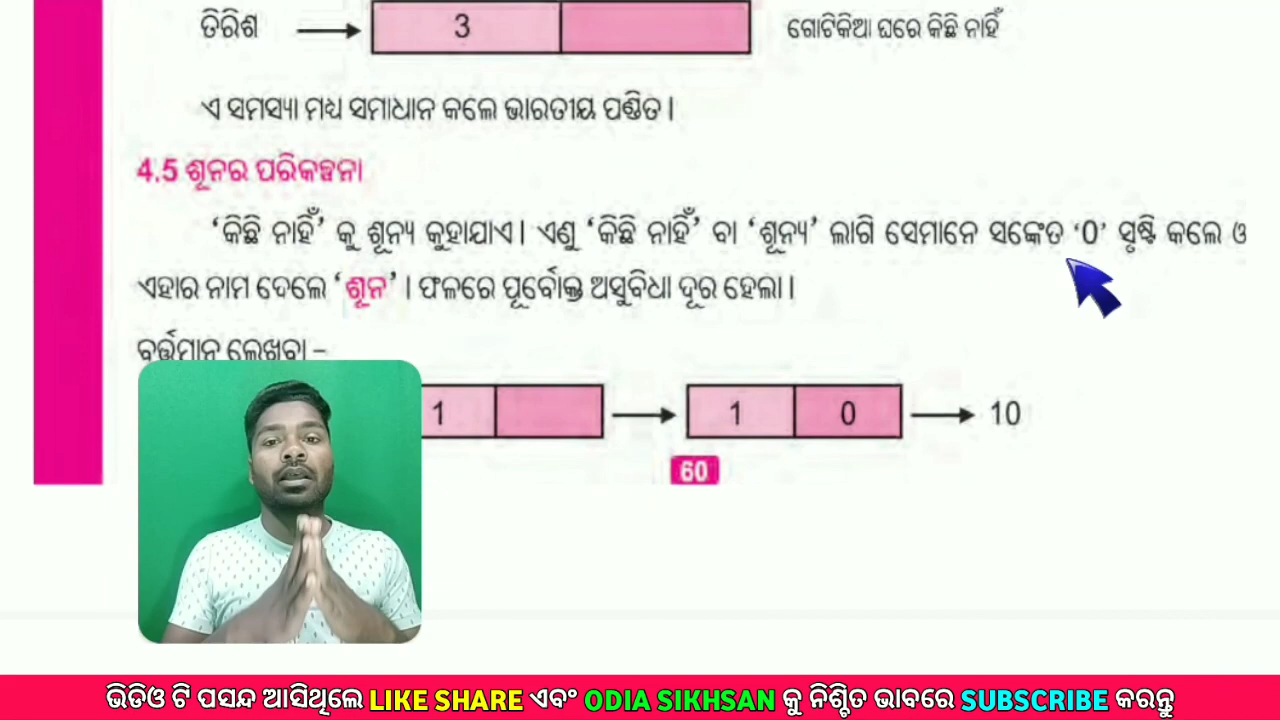 ତିରିଶ 3 ଗୋଟିକିଆ ଘରେ କିଛି ନାହିଁ
ଏ ସମସ୍ୟା ମଧ୍ୟ ସମାଧାନ କଲେ ଭାରତୀୟ ପଣ୍ଡିତ।
4.5 ଶୂନର ପରିକଳ୍ପନା
‘କିଛି ନାହିଁ’ କୁ ଶୂନ୍ୟ କୁହାଯାଏ। ଏଣୁ ‘କିଛି ନାହିଁ’ ବା ‘ଶୂନ୍ୟ’ ଲାଗି ସେମାନେ ସଙ୍କେତ ‘0’ ସୃଷ୍ଟି କଲେ ଓ
ଏହାର ନାମ ଦେଲେ ‘ଶୂନ’। ଫଳରେ ପୂର୍ବୋକ୍ତ ଅସୁବିଧା ଦୂର ହେଲା।
ବର୍ତ୍ତମାନ ଲେଖିବା –
1 1 0 10
60
ଭିଡିଓ ଟି ପସନ୍ଦ ଆସିଥିଲେ LIKE SHARE ଏବଂ ODIA SIKHSAN କୁ ନିଶ୍ଚିତ ଭାବରେ SUBSCRIBE କରନ୍ତୁ